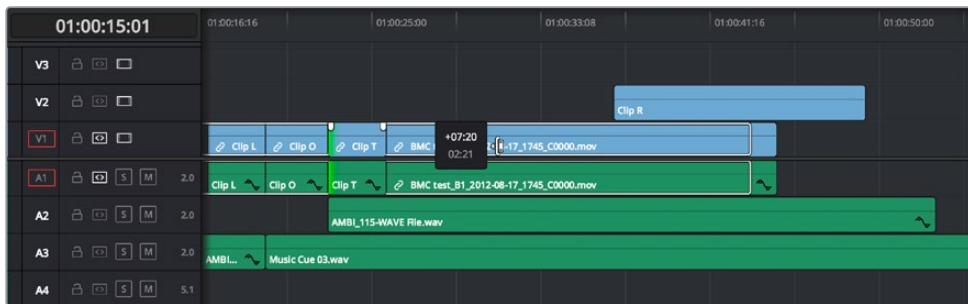 01:00:15:01
01:00:16:16 01:00:25:00 01:00:33:08 01:00:41:16 01:00:50:00
V3
V2 Clip R
V1 Clip L Clip O Clip T BMC -17_1745_C0000.mov
+07:20
02:21
A1 S M 2.0 Clip L Clip O Clip T BMC test_B1_2012-08-17_1745_C0000.mov
A2 S M 2.0 AMBI_115-WAVE File.wav
A3 S M 2.0 AMBI... Music Cue 03.wav
A4 S M 5.1